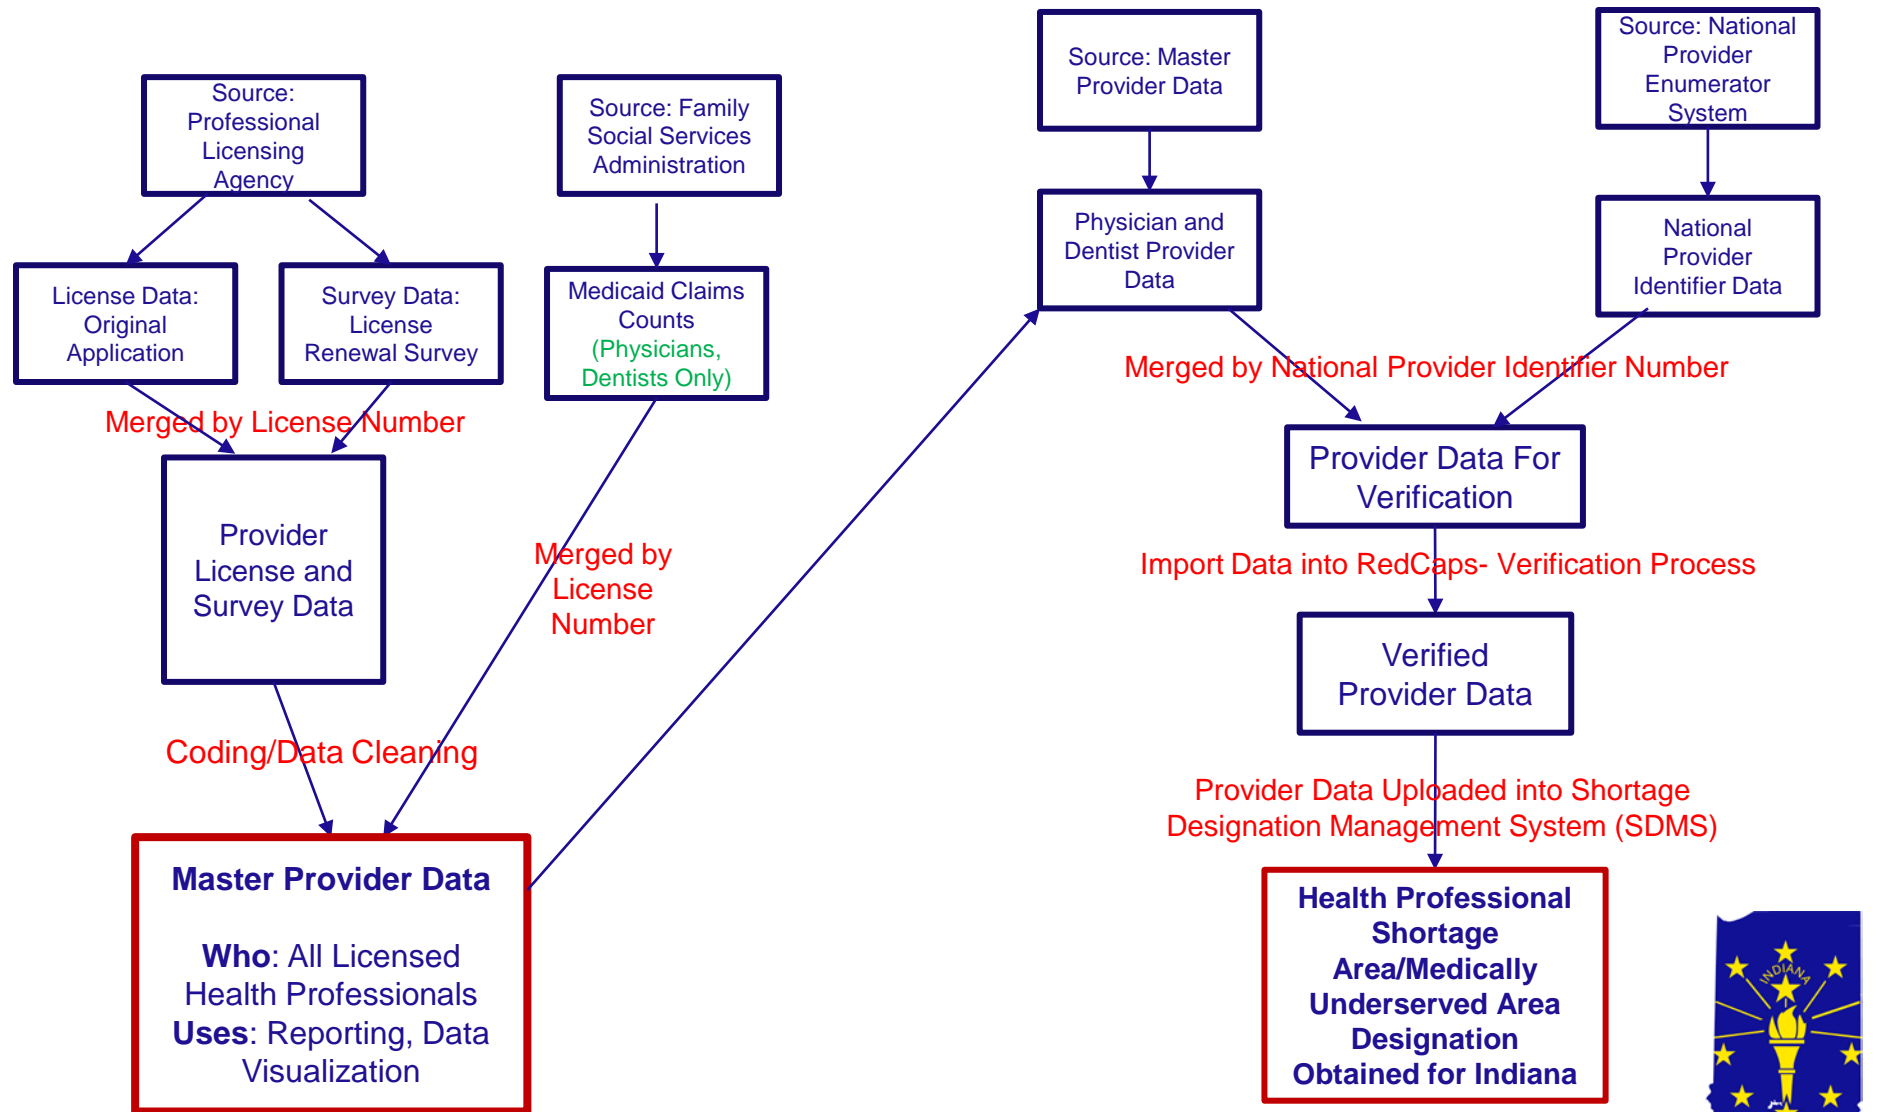 Source:
Professional
Licensing
Agency
Source: Family
Social Services
Administration
License Data:
Original
Application
Survey Data:
License
Renewal Survey
Medicaid Claims
Counts
(Physicians,
Dentists Only)
Merged by License Number
Provider
License and
Survey Data
Merged by
License
Number
Coding/Data Cleaning
Master Provider Data
Who: All Licensed
Health Professionals
Uses: Reporting, Data
Visualization
Source: Master
Provider Data
Source: National
Provider
Enumerator
System
Physician and
Dentist Provider
Data
National
Provider
Identifier Data
Merged by National Provider Identifier Number
Provider Data For
Verification
Import Data into RedCaps- Verification Process
Verified
Provider Data
Provider Data Uploaded into Shortage
Designation Management System (SDMS)
Health Professional
Shortage
Area/Medically
Underserved Area
Designation
Obtained for Indiana
INDIANA